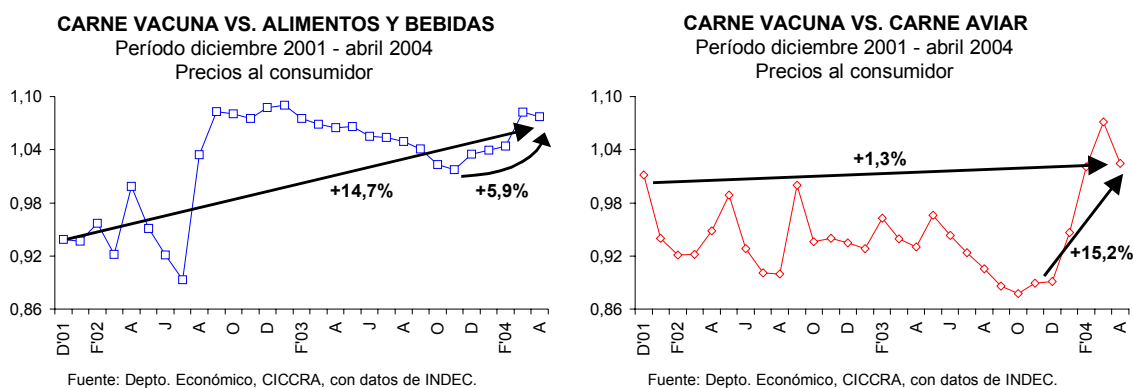 CARNE VACUNA VS. ALIMENTOS Y BEBIDAS
Período diciembre 2001 - abril 2004
Precios al consumidor
1,10
1,04
0,98
0,92
0,86
+14,7%
+5,9%
D'01
F'02
A
J
A
O
D
F'03
A
J
A
O
D
F'04
A
Fuente: Depto. Económico, CICCRA, con datos de INDEC.
CARNE VACUNA VS. CARNE AVIAR
Período diciembre 2001 - abril 2004
Precios al consumidor
1,10
1,04
0,98
0,92
0,86
+1,3%
+15,2%
D'01
F'02
A
J
A
O
D
F'03
A
J
A
O
D
F'04
A
Fuente: Depto. Económico, CICCRA, con datos de INDEC.